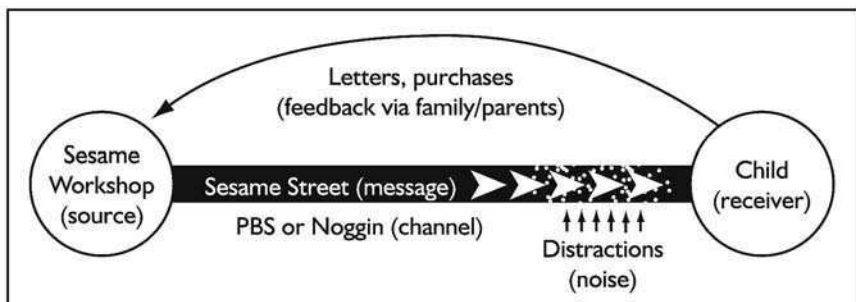 Letters, purchases
(feedback via family/parents)
Sesame
Workshop
(source)
Sesame Street (message)
Child
(receiver)
PBS or Noggin (channel)
Distractions
(noise)